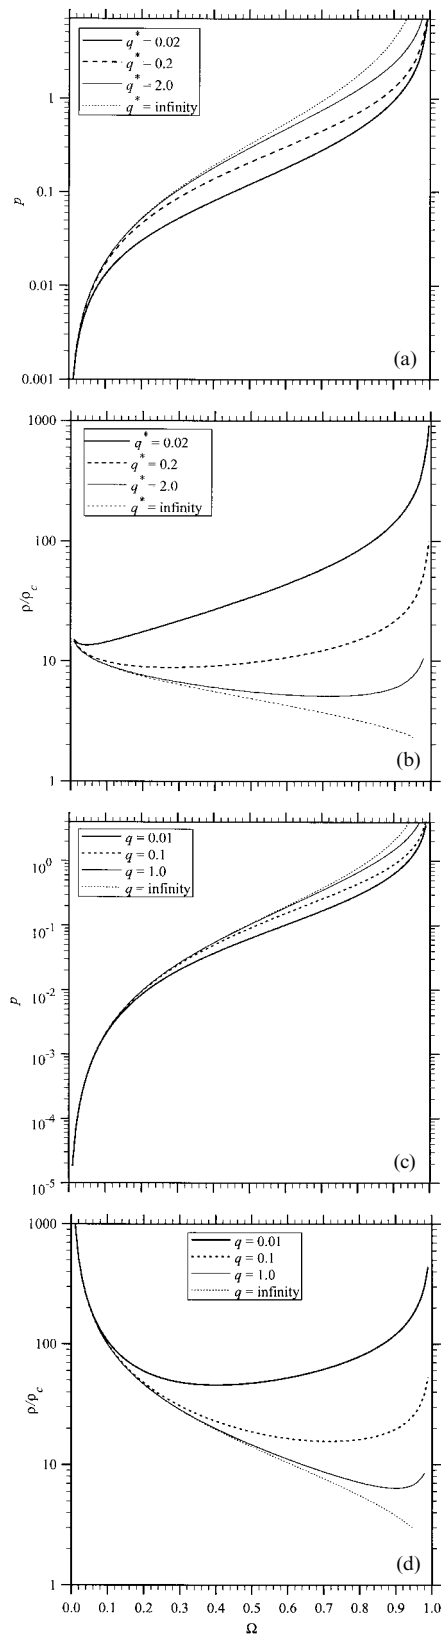 q* = 0.02
q* = 0.2
q* = 2.0
q* = infinity
1
0.1
p
0.01
0.001
(a)
1000
q* = 0.02
q* = 0.2
q* = 2.0
q* = infinity
100
ρ/ρc
10
1
(b)
q = 0.01
q = 0.1
q = 1.0
q = infinity
10^0
10^-1
10^-2
p
10^-3
10^-4
10^-5
(c)
1000
q = 0.01
q = 0.1
q = 1.0
q = infinity
100
ρ/ρc
10
1
(d)
0.0 0.1 0.2 0.3 0.4 0.5 0.6 0.7 0.8 0.9 1.0
Ω